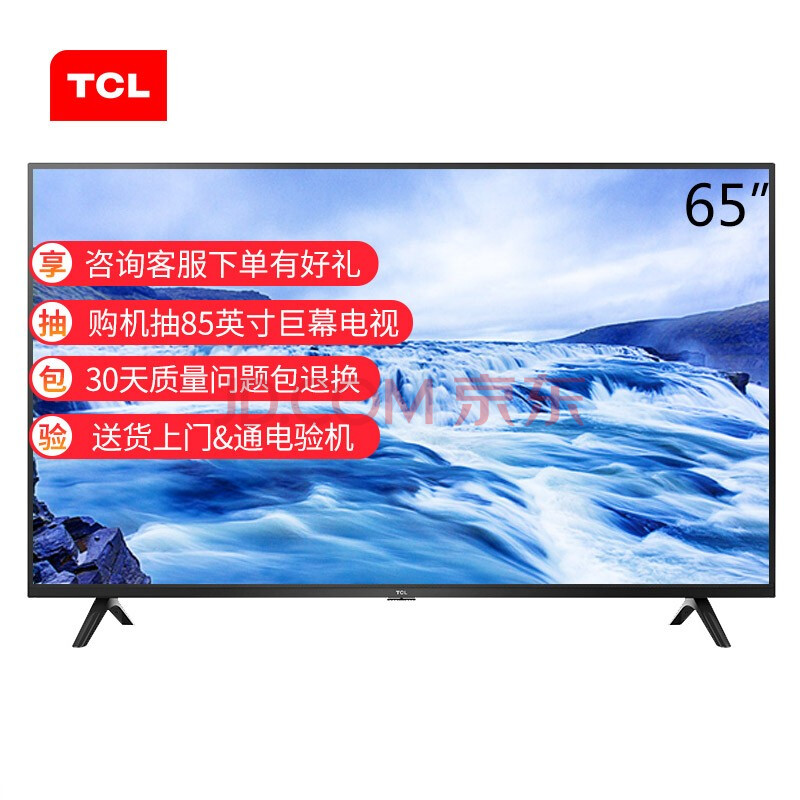 TCL
65″
享 咨询客服下单有好礼
抽 购机抽85英寸巨幕电视
包 30天质量问题包退换
JD.COM 京东
验 送货上门&通电验机
TCL